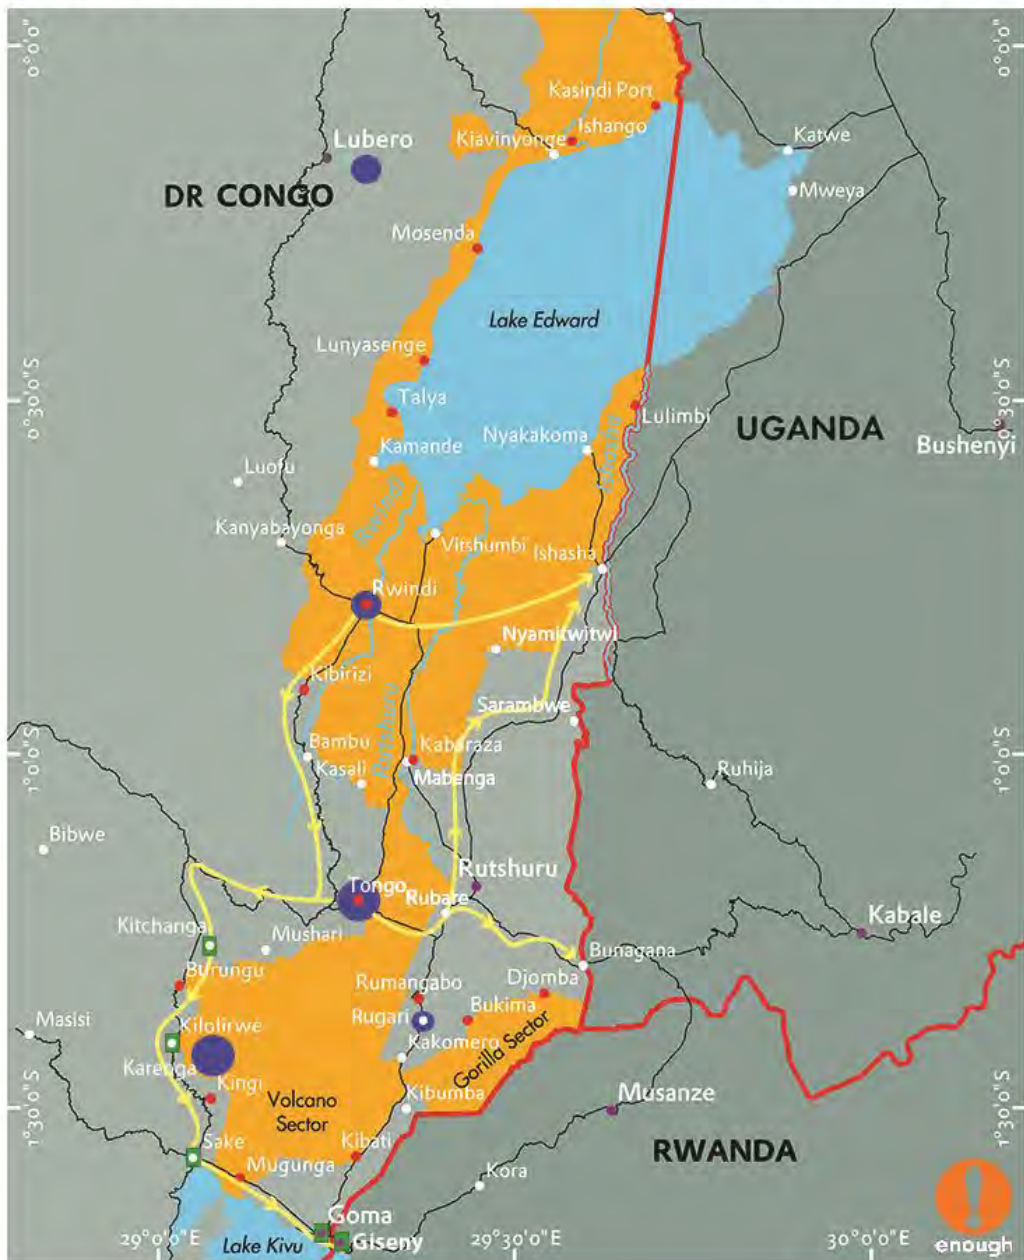 0°0'0"
0°0'0"
Kasindi Port
Ishango
Kiavinyonge
Katwe
Lubero
DR CONGO
Mweya
Mosenda
Lake Edward
Lunyasenge
0°30'0"S
0°30'0"S
Talya
Lulimbi
UGANDA
Nyakakoma
Bushenyi
Kamande
Ishasha
Luofu
Rwindi
Kanyabayonga
Vitshumbi
Ishasha
Rwindi
Nyamitwitwi
Kibirizi
Sarambwe
Rutshuru
Bambu
Kabaraza
1°0'0"S
1°0'0"S
Kasali
Mabenga
Ruhija
Bibwe
Rutshuru
Tongo
Rubare
Kabale
Kitchanga
Mushari
Bunagana
Burungu
Rumangabo
Djomba
Masisi
Rugari
Bukima
Kilolirwe
Kakomero
Gorilla Sector
Karenga
Kingi
Volcano
Sector
Kibumba
Musanze
1°30'0"S
1°30'0"S
Sake
Kibati
RWANDA
Mugunga
Kora
Goma
Giseny
Lake Kivu
29°0'0"E
29°30'0"E
30°0'0"E
enough